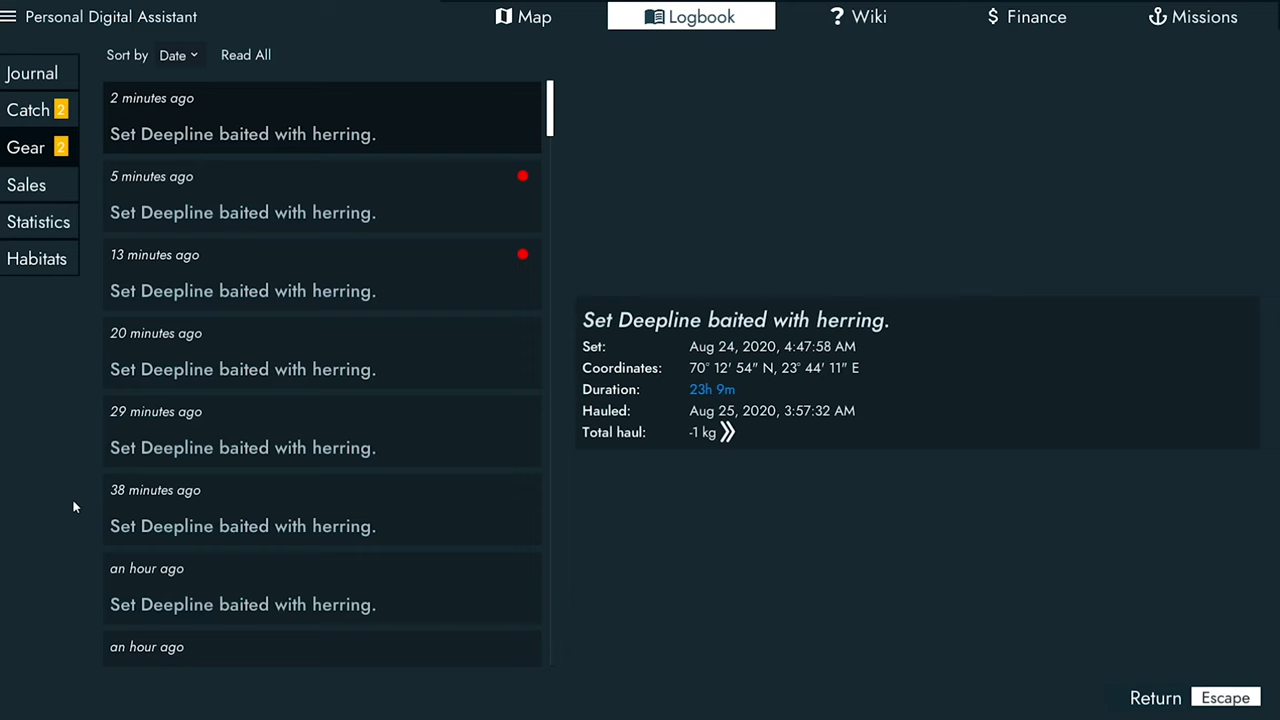 Personal Digital Assistant
Map
Logbook
? Wiki
$ Finance
Missions
Sort by Date
Read All
Journal
Catch 2
Gear 2
Sales
Statistics
Habitats
2 minutes ago
Set Deepline baited with herring.
5 minutes ago
Set Deepline baited with herring.
13 minutes ago
Set Deepline baited with herring.
20 minutes ago
Set Deepline baited with herring.
29 minutes ago
Set Deepline baited with herring.
38 minutes ago
Set Deepline baited with herring.
an hour ago
Set Deepline baited with herring.
an hour ago
Set Deepline baited with herring.
Set: Aug 24, 2020, 4:47:58 AM
Coordinates: 70° 12' 54" N, 23° 44' 11" E
Duration: 23h 9m
Hauled: Aug 25, 2020, 3:57:32 AM
Total haul: -1 kg
Return Escape